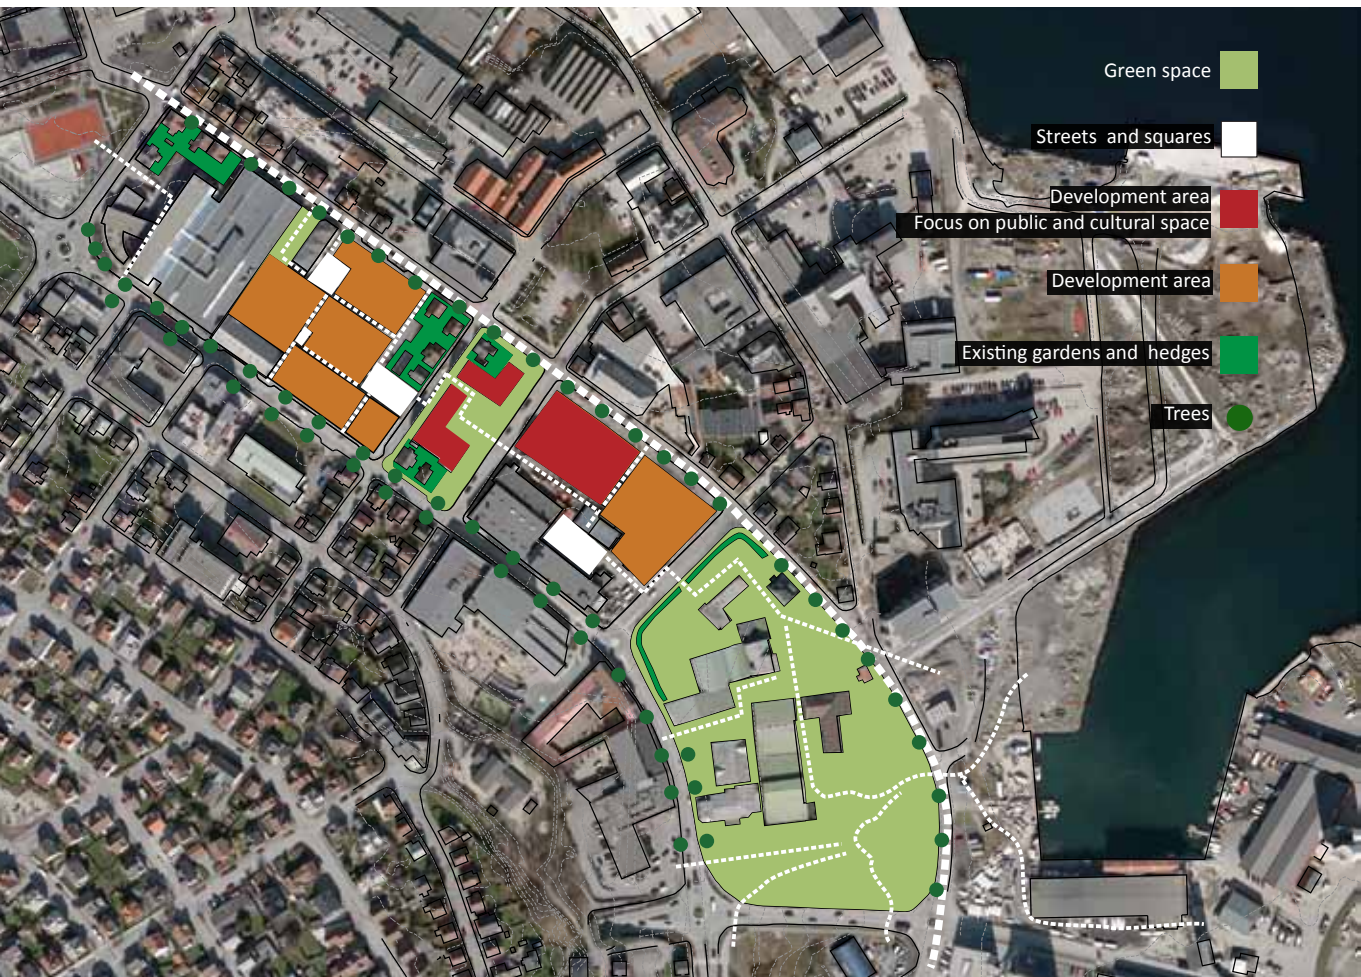 Green space
Streets and squares
Development area
Focus on public and cultural space
Development area
Existing gardens and hedges
Trees